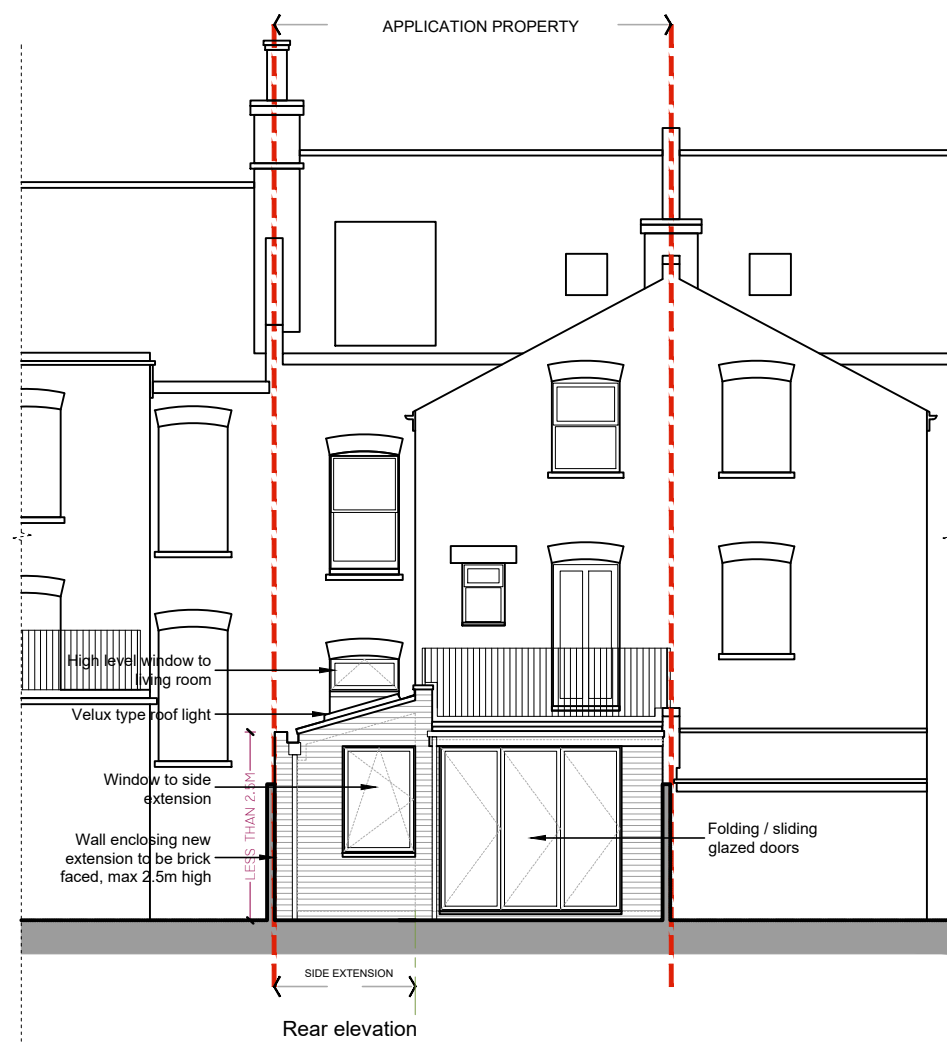 APPLICATION PROPERTY
High level window to
living room
Velux type roof light
LESS THAN 2.5M
Window to side
extension
Wall enclosing new
extension to be brick
faced, max 2.5m high
Folding / sliding
glazed doors
SIDE EXTENSION
Rear elevation